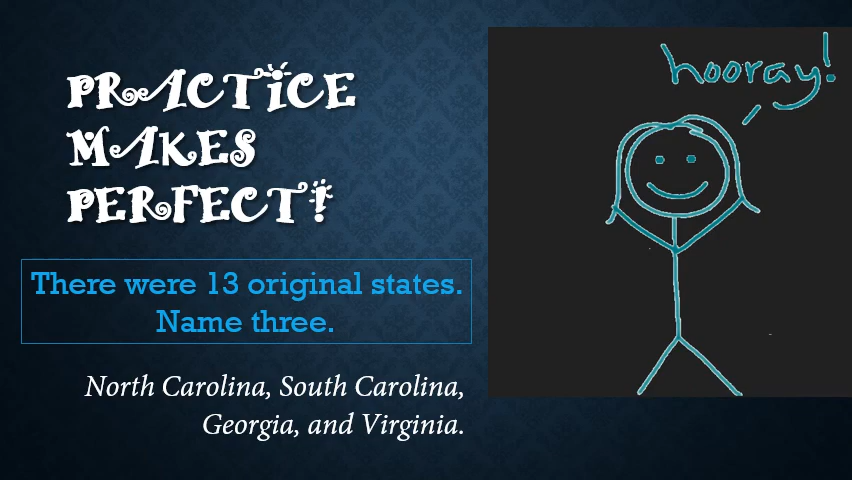 PRACTICE
MAKES
PERFECT!
hooray!
There were 13 original states.
Name three.
North Carolina, South Carolina,
Georgia, and Virginia.